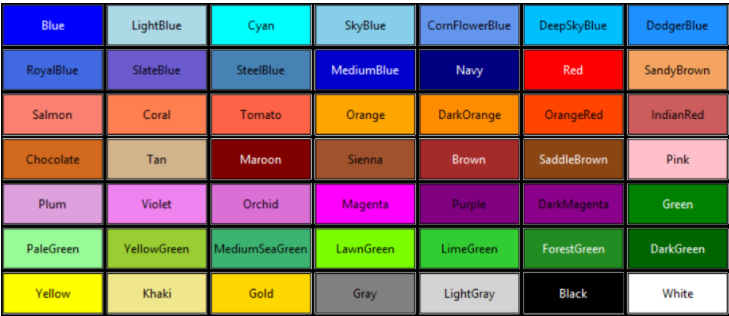 Blue LightBlue Cyan SkyBlue CornFlowerBlue DeepSkyBlue DodgerBlue
RoyalBlue SlateBlue SteelBlue MediumBlue Navy Red SandyBrown
Salmon Coral Tomato Orange DarkOrange OrangeRed IndianRed
Chocolate Tan Maroon Sienna Brown SaddleBrown Pink
Plum Violet Orchid Magenta Purple DarkMagenta Green
PaleGreen YellowGreen MediumSeaGreen LawnGreen LimeGreen ForestGreen DarkGreen
Yellow Khaki Gold Gray LightGray Black White